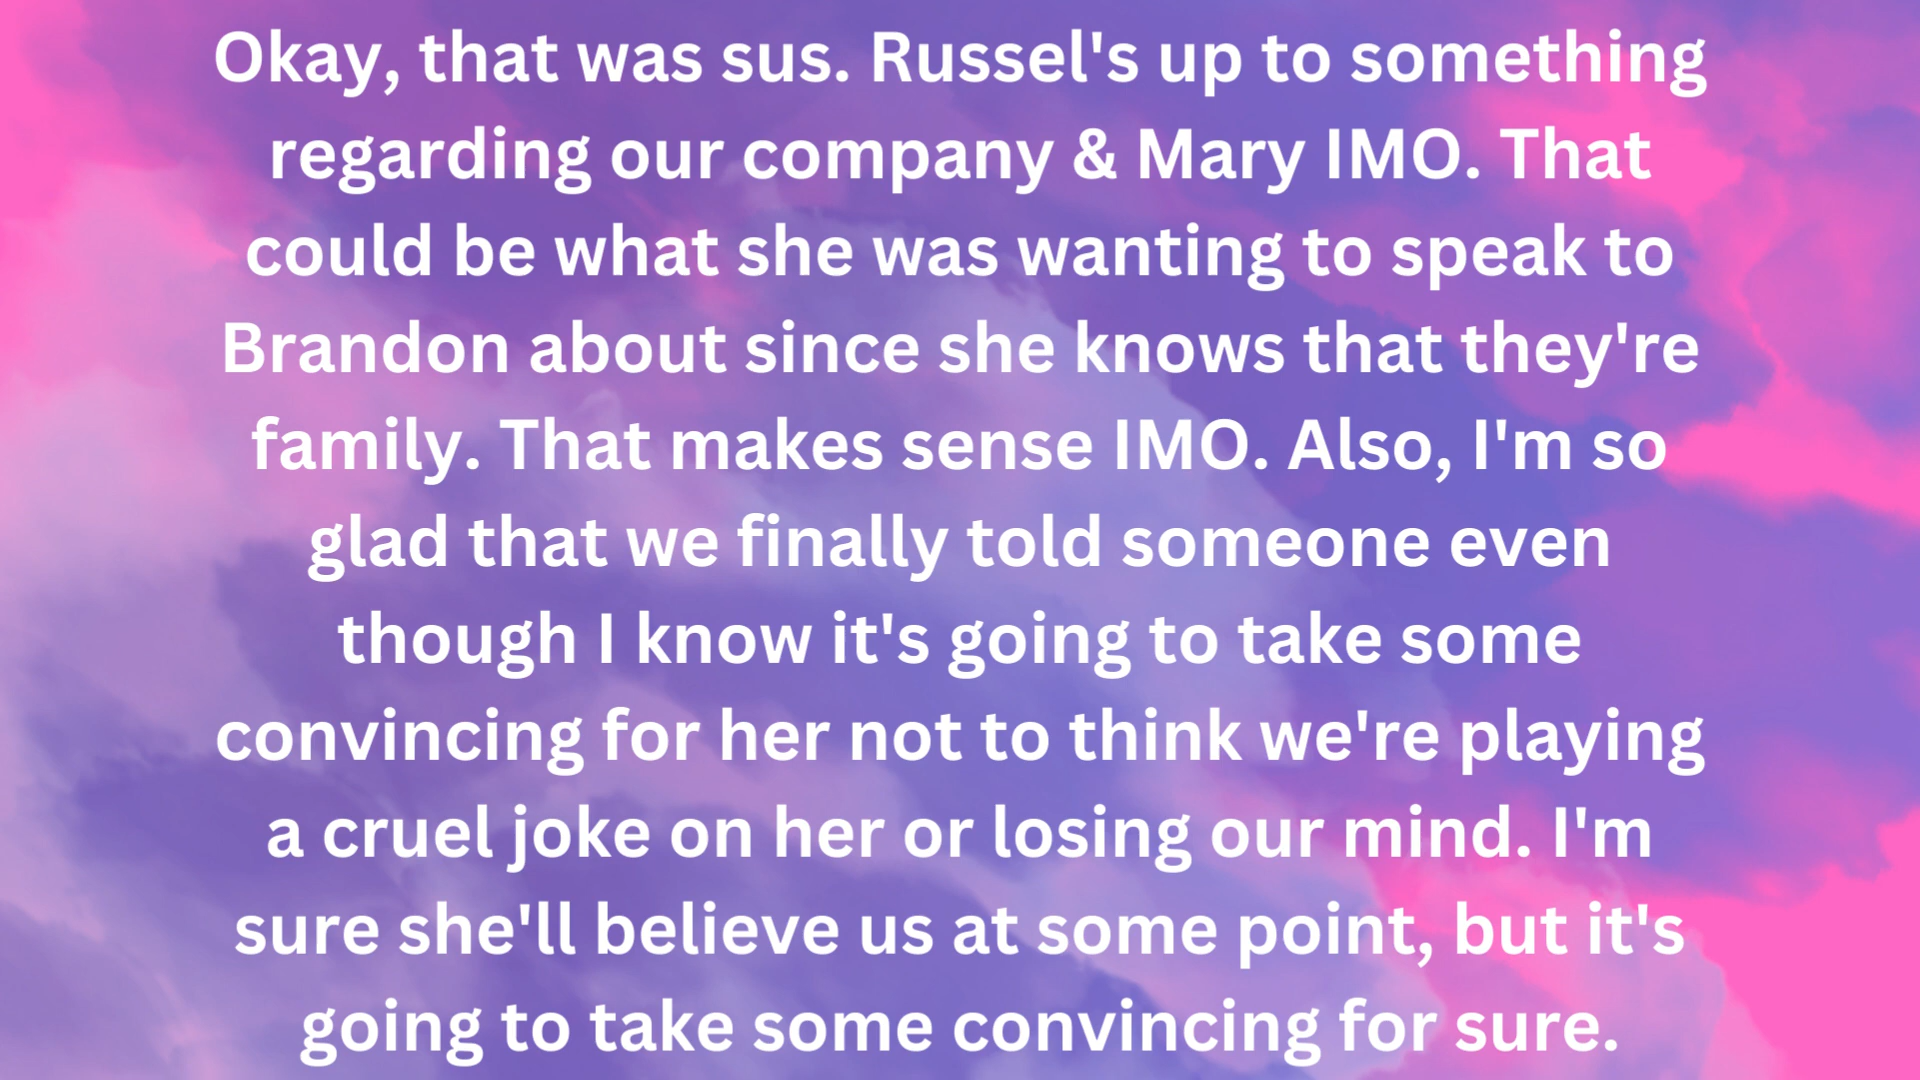 Okay, that was sus. Russel's up to something
regarding our company & Mary IMO. That
could be what she was wanting to speak to
Brandon about since she knows that they're
family. That makes sense IMO. Also, I'm so
glad that we finally told someone even
though I know it's going to take some
convincing for her not to think we're playing
a cruel joke on her or losing our mind. I'm
sure she'll believe us at some point, but it's
going to take some convincing for sure.